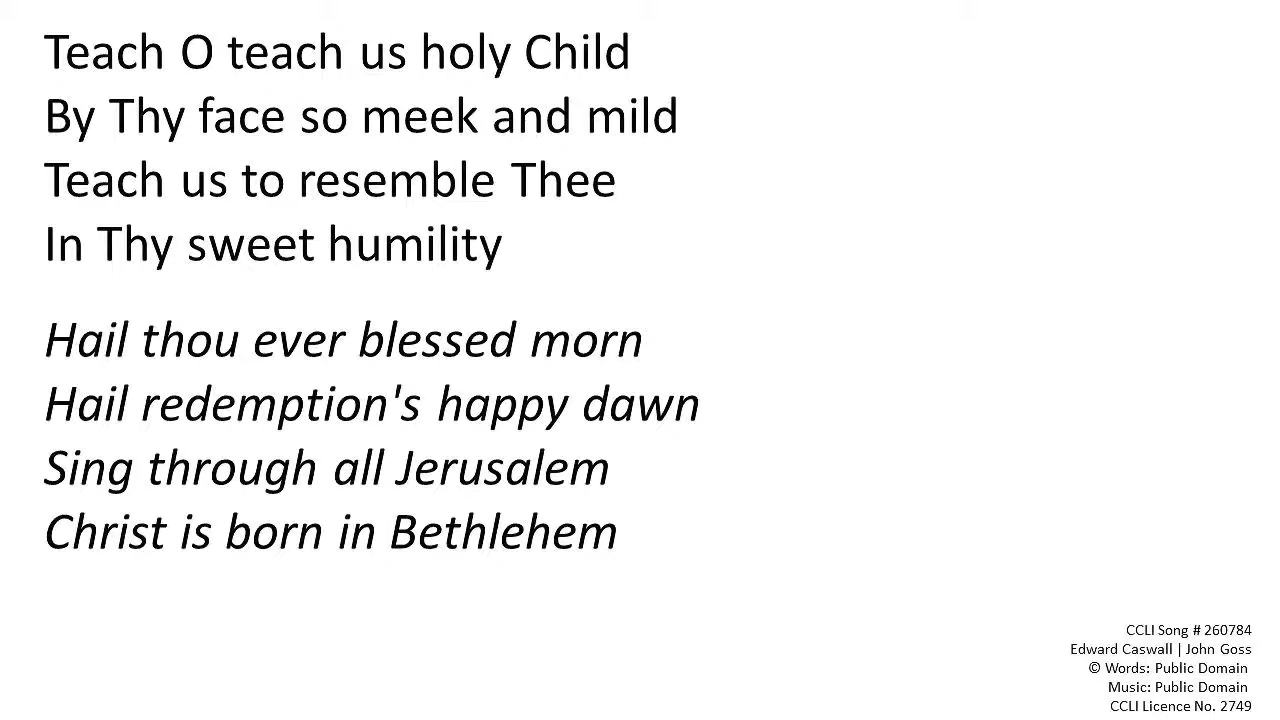 Teach O teach us holy Child
By Thy face so meek and mild
Teach us to resemble Thee
In Thy sweet humility
Hail thou ever blessed morn
Hail redemption's happy dawn
Sing through all Jerusalem
Christ is born in Bethlehem
CCLI Song # 260784
Edward Caswall | John Goss
© Words: Public Domain
Music: Public Domain
CCLI Licence No. 2749